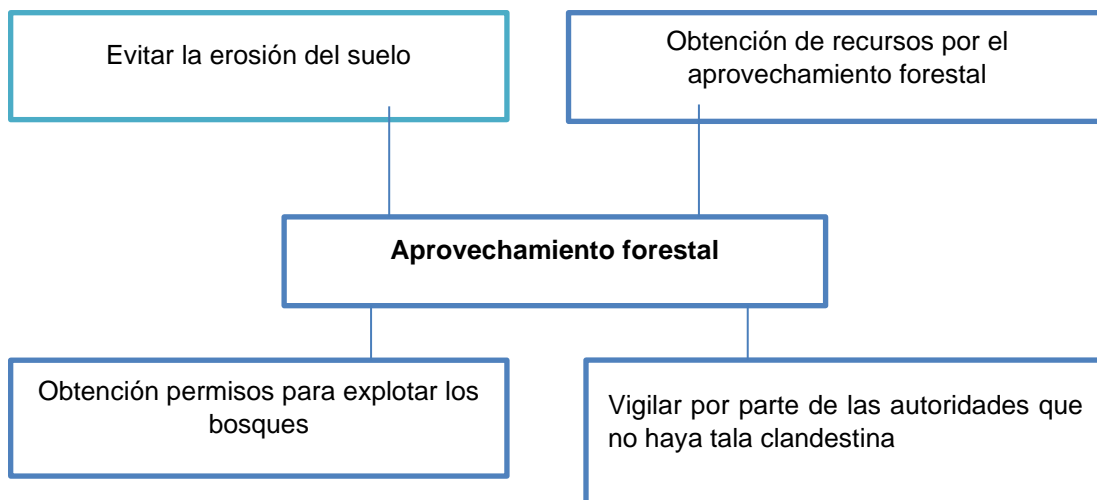 Evitar la erosión del suelo
Obtención de recursos por el
aprovechamiento forestal
Aprovechamiento forestal
Obtención permisos para explotar los
bosques
Vigilar por parte de las autoridades que
no haya tala clandestina